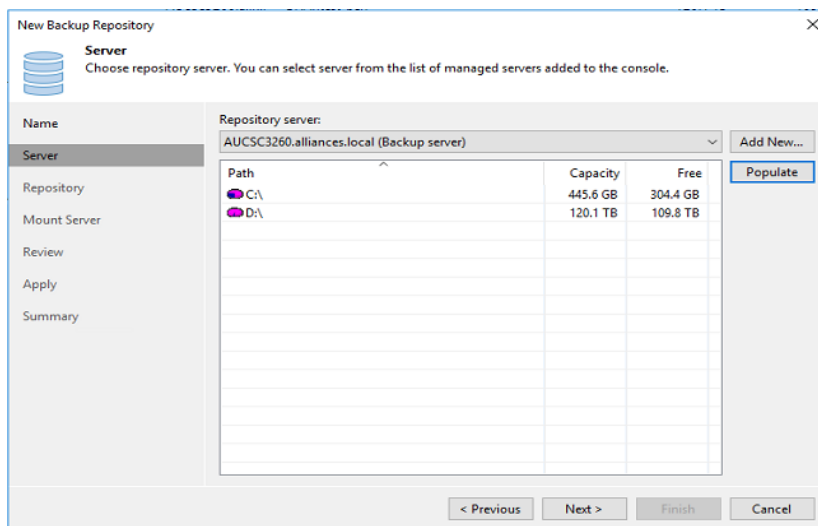 New Backup Repository
Server
Choose repository server. You can select server from the list of managed servers added to the console.
Name
Server
Repository
Mount Server
Review
Apply
Summary
Repository server:
AUCSC3260.alliances.local (Backup server)
Add New...
Populate
Path Capacity Free
C:\ 445.6 GB 304.4 GB
D:\ 120.1 TB 109.8 TB
< Previous Next > Finish Cancel